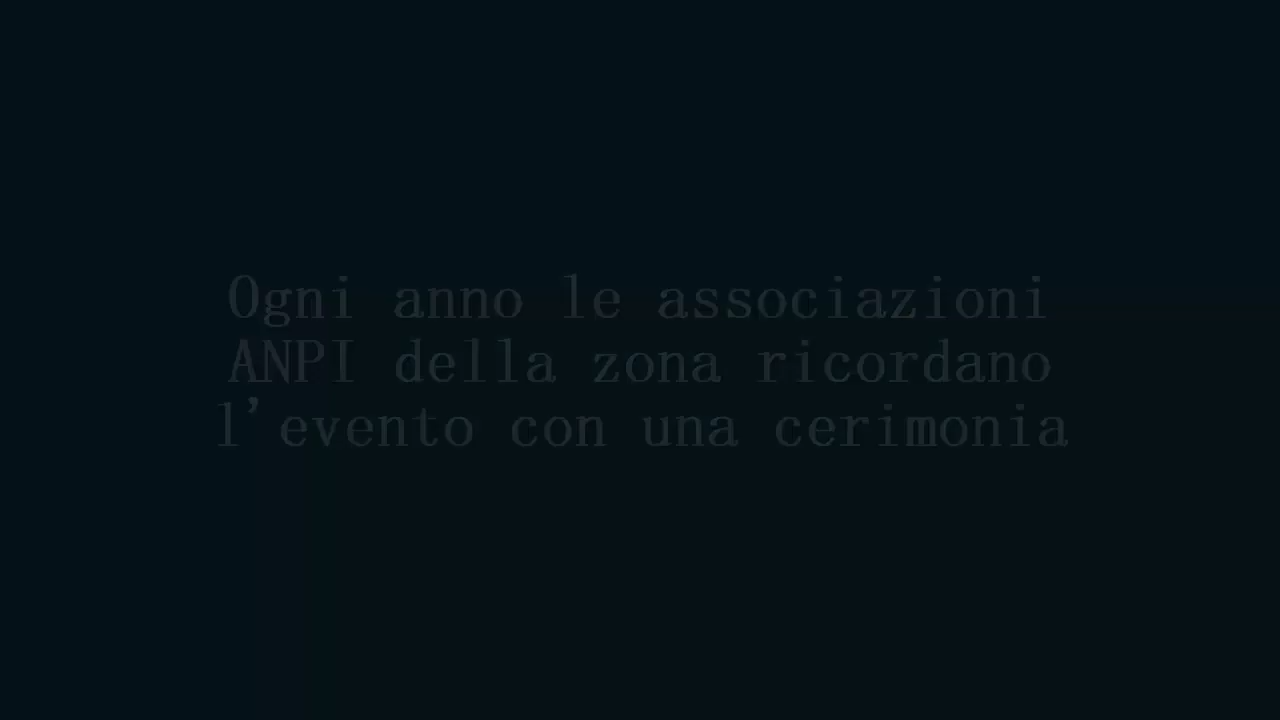 Ogni anno le associazioni
ANPI della zona ricordano
l'evento con una cerimonia